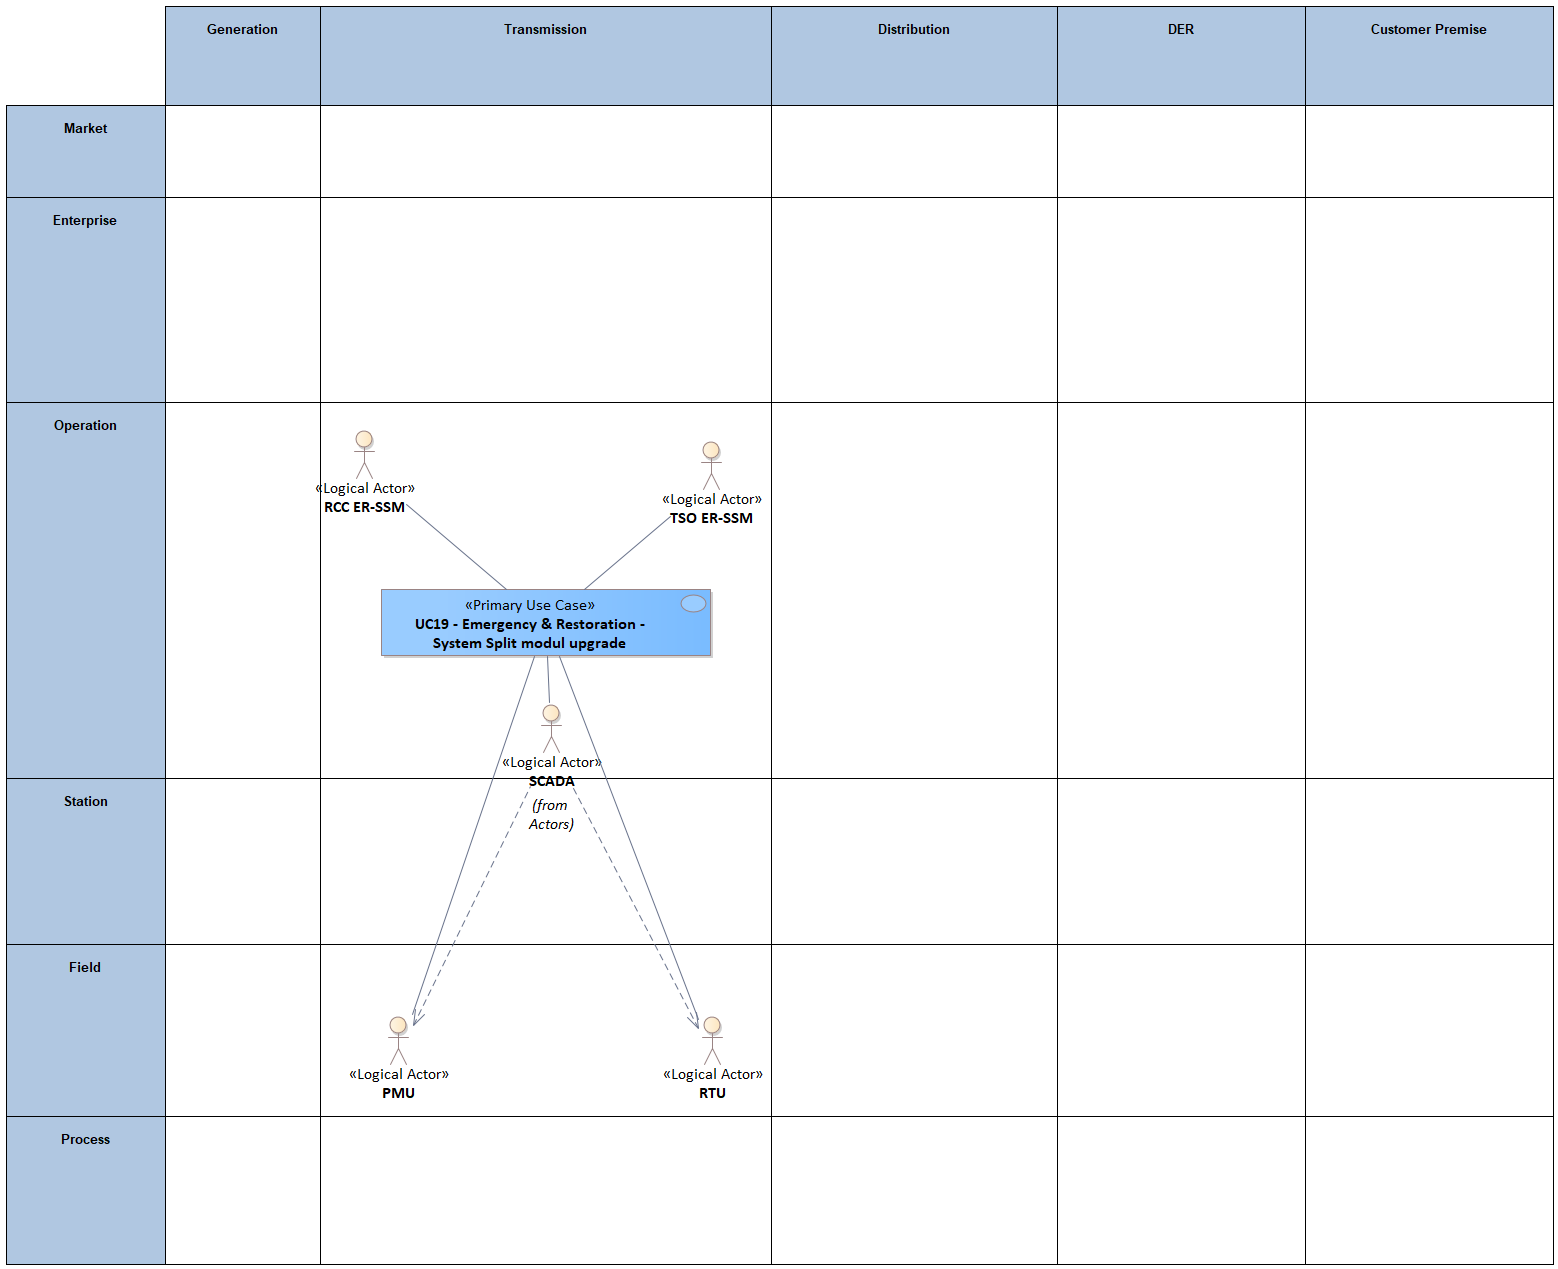 Generation
Transmission
Distribution
DER
Customer Premise
Market
Enterprise
Operation
«Logical Actor»
RCC ER-SSM
«Logical Actor»
TSO ER-SSM
«Primary Use Case»
UC19 - Emergency & Restoration -
System Split modul upgrade
«Logical Actor»
SCADA
(from
Actors)
Station
Field
«Logical Actor»
PMU
«Logical Actor»
RTU
Process